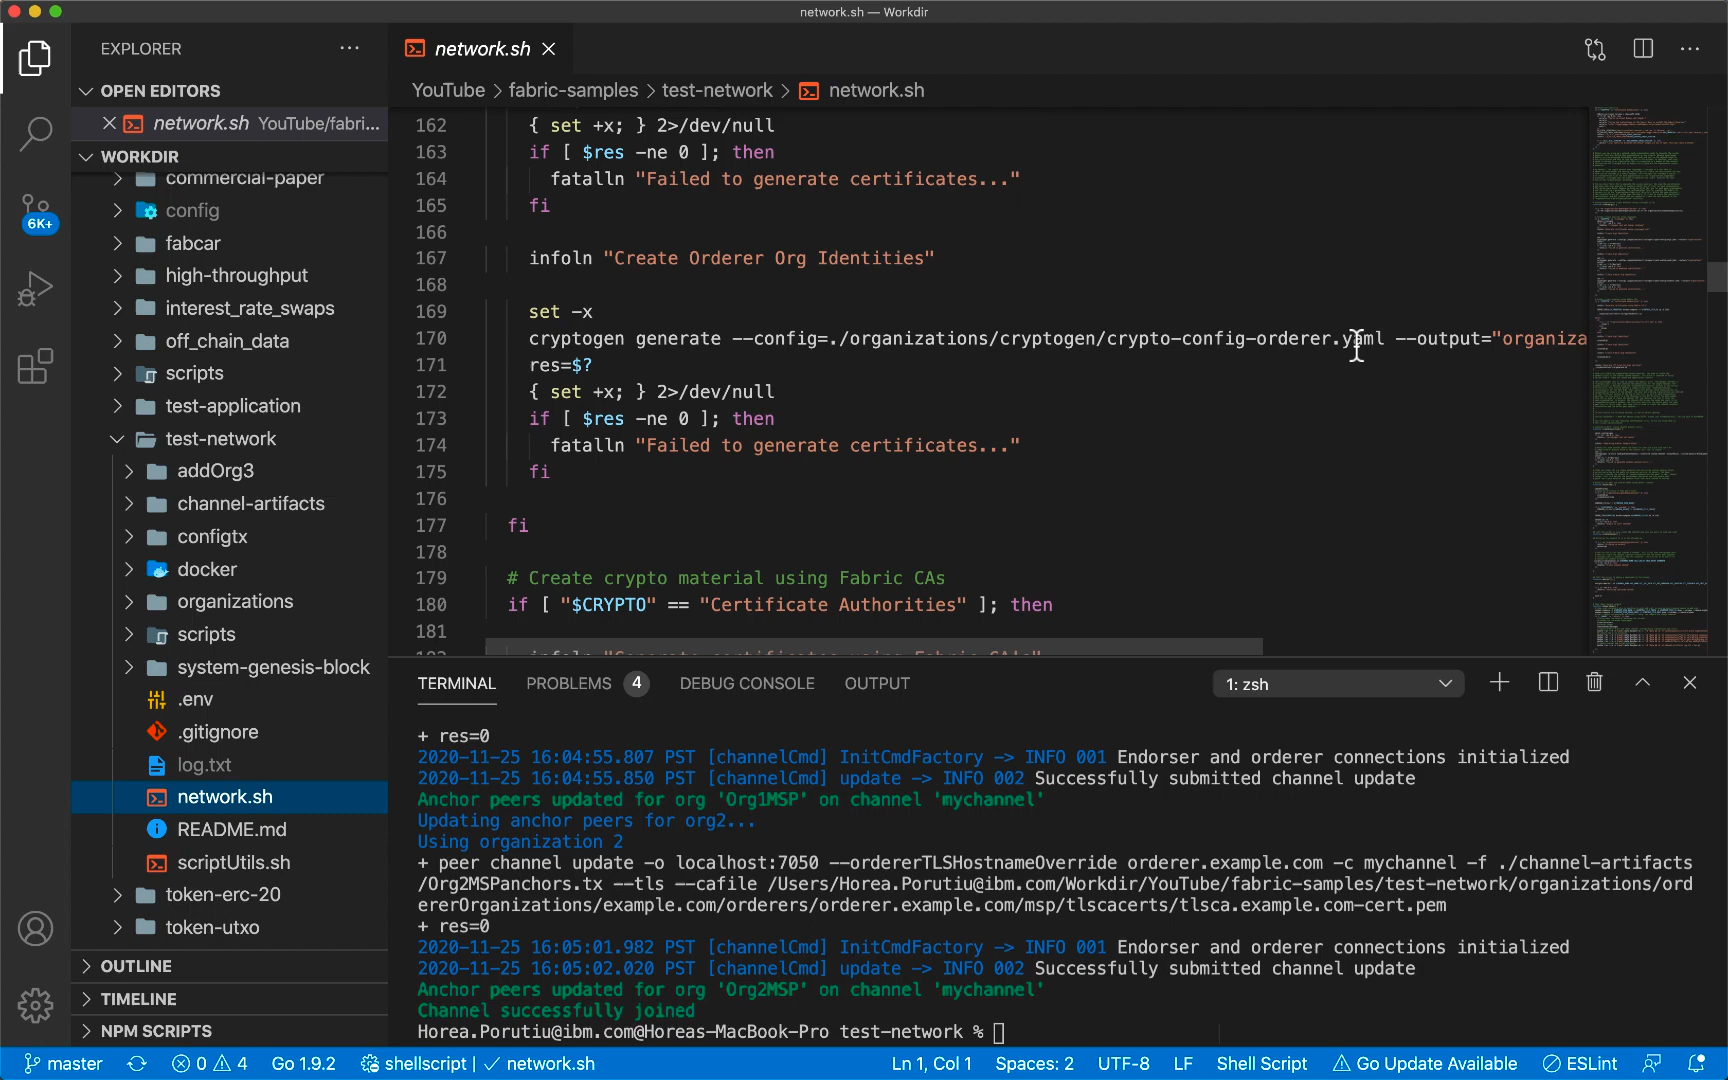 network.sh — Workdir
EXPLORER
OPEN EDITORS
network.sh YouTube/fabri...
WORKDIR
commercial-paper
config
fabcar
high-throughput
interest_rate_swaps
off_chain_data
scripts
test-application
test-network
addOrg3
channel-artifacts
configtx
docker
organizations
scripts
system-genesis-block
.env
.gitignore
log.txt
network.sh
README.md
scriptUtils.sh
token-erc-20
token-utxo
OUTLINE
TIMELINE
NPM SCRIPTS
6K+
network.sh
YouTube > fabric-samples > test-network > network.sh
162 { set +x; } 2>/dev/null
163 if [ $res -ne 0 ]; then
164 fatalln "Failed to generate certificates..."
165 fi
166
167 infoln "Create Orderer Org Identities"
168
169 set -x
170 cryptogen generate --config=./organizations/cryptogen/crypto-config-orderer.yaml --output="organiza
171 res=$?
172 { set +x; } 2>/dev/null
173 if [ $res -ne 0 ]; then
174 fatalln "Failed to generate certificates..."
175 fi
176
177 fi
178
179 # Create crypto material using Fabric CAs
180 if [ "$CRYPTO" == "Certificate Authorities" ]; then
181
TERMINAL PROBLEMS 4 DEBUG CONSOLE OUTPUT 1: zsh
+ res=0
2020-11-25 16:04:55.807 PST [channelCmd] InitCmdFactory -> INFO 001 Endorser and orderer connections initialized
2020-11-25 16:04:55.850 PST [channelCmd] update -> INFO 002 Successfully submitted channel update
Anchor peers updated for org 'Org1MSP' on channel 'mychannel'
Updating anchor peers for org2...
Using organization 2
+ peer channel update -o localhost:7050 --ordererTLSHostnameOverride orderer.example.com -c mychannel -f ./channel-artifacts
/Org2MSPanchors.tx --tls --cafile /Users/Horea.Porutiu@ibm.com/Workdir/YouTube/fabric-samples/test-network/organizations/ord
ererOrganizations/example.com/orderers/orderer.example.com/msp/tlscacerts/tlsca.example.com-cert.pem
+ res=0
2020-11-25 16:05:01.982 PST [channelCmd] InitCmdFactory -> INFO 001 Endorser and orderer connections initialized
2020-11-25 16:05:02.020 PST [channelCmd] update -> INFO 002 Successfully submitted channel update
Anchor peers updated for org 'Org2MSP' on channel 'mychannel'
Channel successfully joined
Horea.Porutiu@ibm.com@Horeas-MacBook-Pro test-network %
master 0 4 Go 1.9.2 shellscript | ✓ network.sh Ln 1, Col 1 Spaces: 2 UTF-8 LF Shell Script Go Update Available ESLint